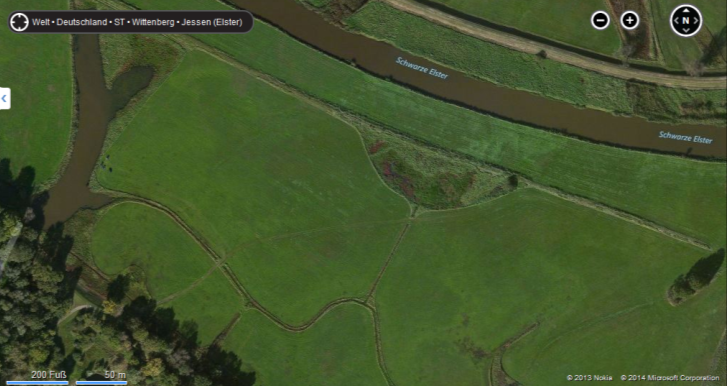 Welt • Deutschland • ST • Wittenberg • Jessen (Elster)
N
Schwarze Elster
Schwarze Elster
200 Fuß 50 m
© 2013 Nokia © 2014 Microsoft Corporation